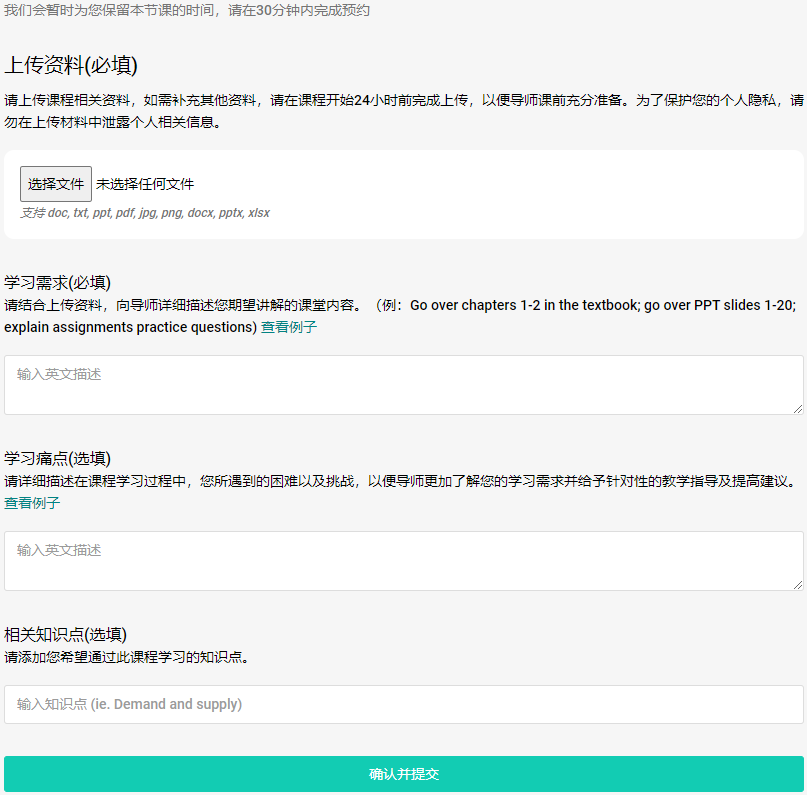 我们会暂时为您保留本节课的时间，请在30分钟内完成预约
上传资料(必填)
请上传课程相关资料，如需补充其他资料，请在课程开始24小时前完成上传，以便导师课前充分准备。为了保护您的个人隐私，请
勿在上传材料中泄露个人相关信息。
选择文件 未选择任何文件
支持 doc, txt, ppt, pdf, jpg, png, docx, pptx, xlsx
学习需求(必填)
请结合上传资料，向导师详细描述您期望讲解的课堂内容。（例：Go over chapters 1-2 in the textbook; go over PPT slides 1-20;
explain assignments practice questions) 查看例子
输入英文描述
学习痛点(选填)
请详细描述在课程学习过程中，您所遇到的困难以及挑战，以便导师更加了解您的学习需求并给予针对性的教学指导及提高建议。
查看例子
输入英文描述
相关知识点(选填)
请添加您希望通过此课程学习的知识点。
输入知识点 (ie. Demand and supply)
确认并提交